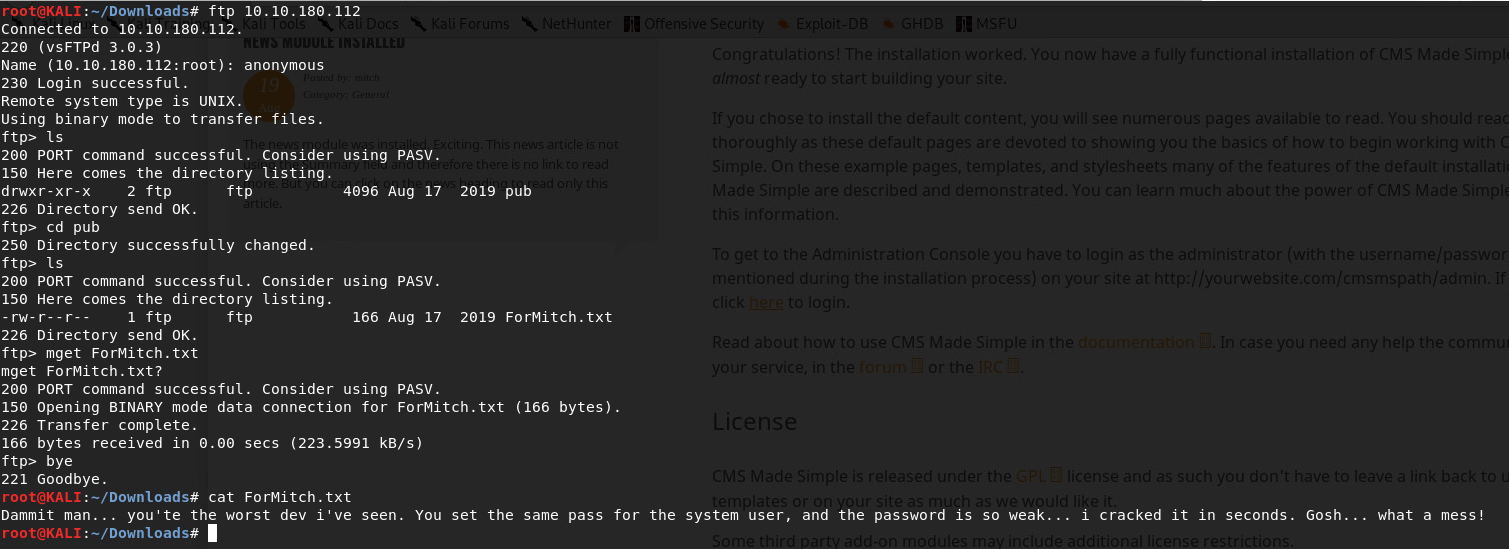 root@KALI:~/Downloads# ftp 10.10.180.112
Connected to 10.10.180.112.
220 (vsFTPd 3.0.3)
Name (10.10.180.112:root): anonymous
230 Login successful.
Remote system type is UNIX.
Using binary mode to transfer files.
ftp> ls
200 PORT command successful. Consider using PASV.
150 Here comes the directory listing.
drwxr-xr-x    2 ftp      ftp          4096 Aug 17  2019 pub
226 Directory send OK.
ftp> cd pub
250 Directory successfully changed.
ftp> ls
200 PORT command successful. Consider using PASV.
150 Here comes the directory listing.
-rw-r--r--    1 ftp      ftp           166 Aug 17  2019 ForMitch.txt
226 Directory send OK.
ftp> mget ForMitch.txt
mget ForMitch.txt?
200 PORT command successful. Consider using PASV.
150 Opening BINARY mode data connection for ForMitch.txt (166 bytes).
226 Transfer complete.
166 bytes received in 0.00 secs (223.5991 kB/s)
ftp> bye
221 Goodbye.
root@KALI:~/Downloads# cat ForMitch.txt
Dammit man... you'te the worst dev i've seen. You set the same pass for the system user, and the password is so weak... i cracked it in seconds. Gosh... what a mess!
root@KALI:~/Downloads#
Kali Tools Kali Docs Kali Forums NetHunter Offensive Security Exploit-DB GHDB MSFU
NEWS MODULE INSTALLED
19
Aug
Posted by: mitch
Category: General
The news module was installed. Exciting. This news article is not
using the Summary field and therefore there is no link to read
more. But you can click on the news heading to read only this
article.
Congratulations! The installation worked. You now have a fully functional installation of CMS Made Simple
almost ready to start building your site.
If you chose to install the default content, you will see numerous pages available to read. You should read
thoroughly as these default pages are devoted to showing you the basics of how to begin working with C
Simple. On these example pages, templates, and stylesheets many of the features of the default installati
Made Simple are described and demonstrated. You can learn much about the power of CMS Made Simple
this information.
To get to the Administration Console you have to login as the administrator (with the username/passwor
mentioned during the installation process) on your site at http://yourwebsite.com/cmsmspath/admin. If
click here to login.
Read about how to use CMS Made Simple in the documentation . In case you need any help the commu
your service, in the forum or the IRC .
License
CMS Made Simple is released under the GPL license and as such you don't have to leave a link back to u
templates or on your site as much as we would like it.
Some third party add-on modules may include additional license restrictions.